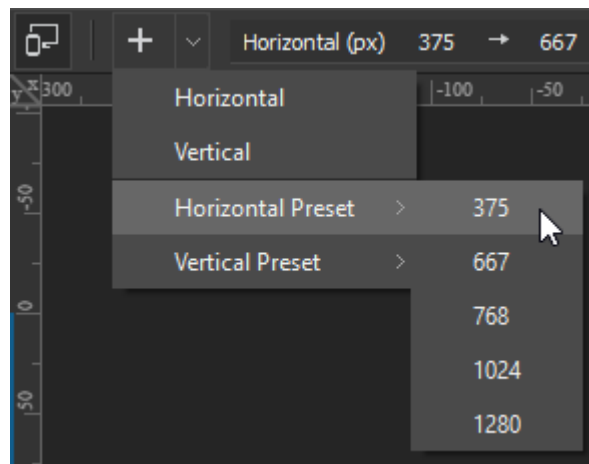 + Horizontal (px) 375 → 667
y x 300 -100 -50
Horizontal
Vertical
-50
Horizontal Preset > 375
Vertical Preset > 667
0
768
1024
50
1280